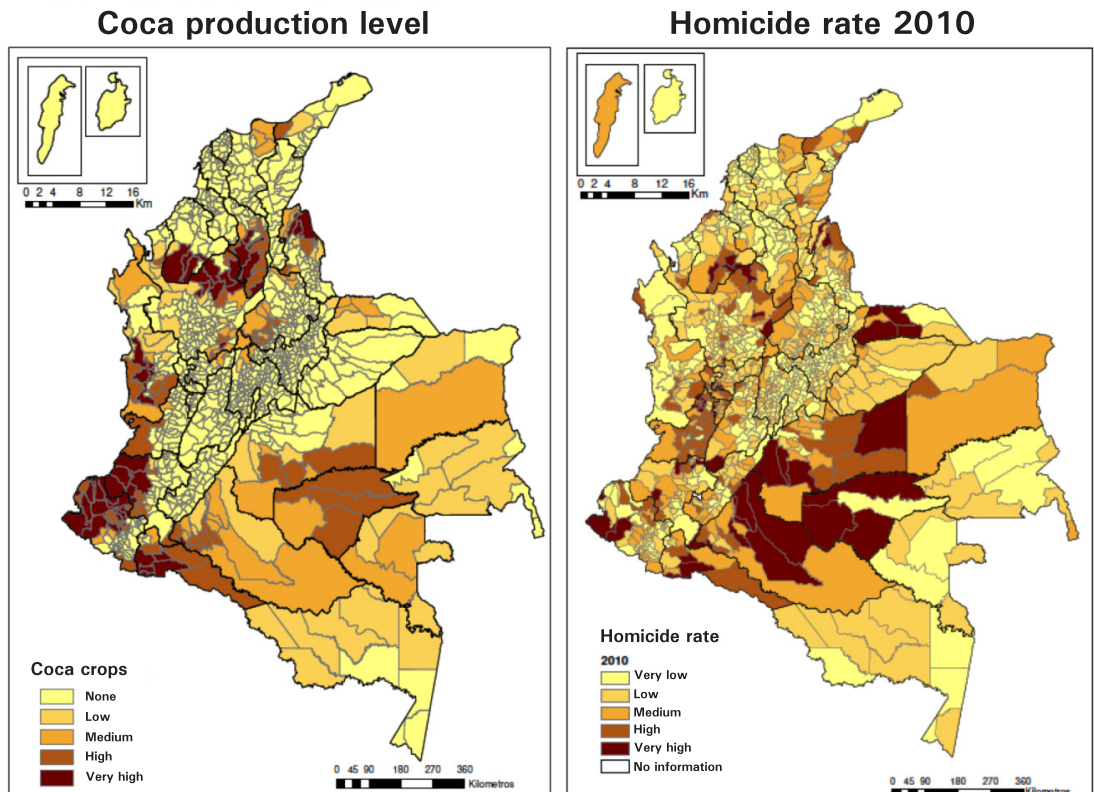 Coca production level
Homicide rate 2010
0 2 4 8 12 16
Km
0 2 4 8 12 16
Km
Coca crops
None
Low
Medium
High
Very high
0 45 90 180 270 360
Kilometros
Homicide rate
2010
Very low
Low
Medium
High
Very high
No information
0 45 90 180 270 360
Kilometros